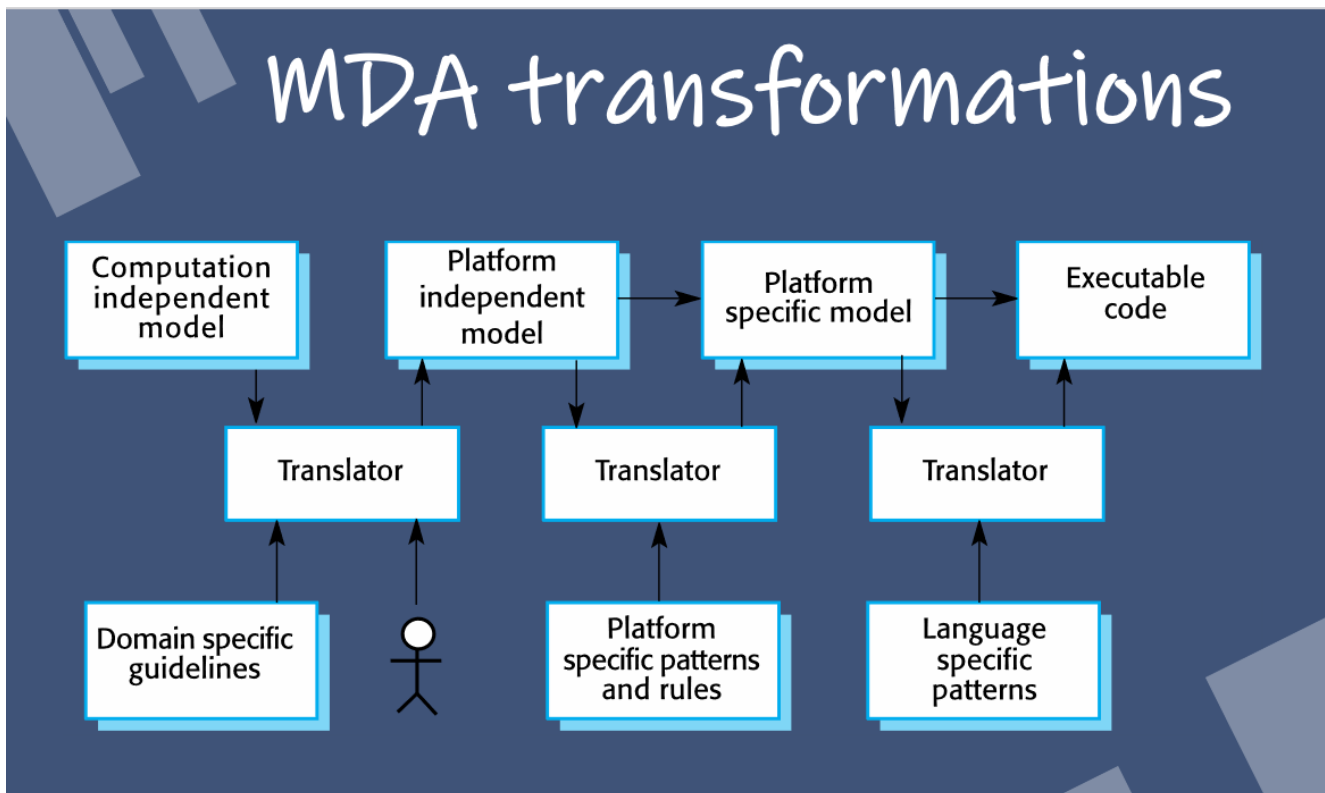 MDA transformations
Computation
independent
model
Platform
independent
model
Platform
specific model
Executable
code
Translator
Translator
Translator
Domain specific
guidelines
Platform
specific patterns
and rules
Language
specific
patterns